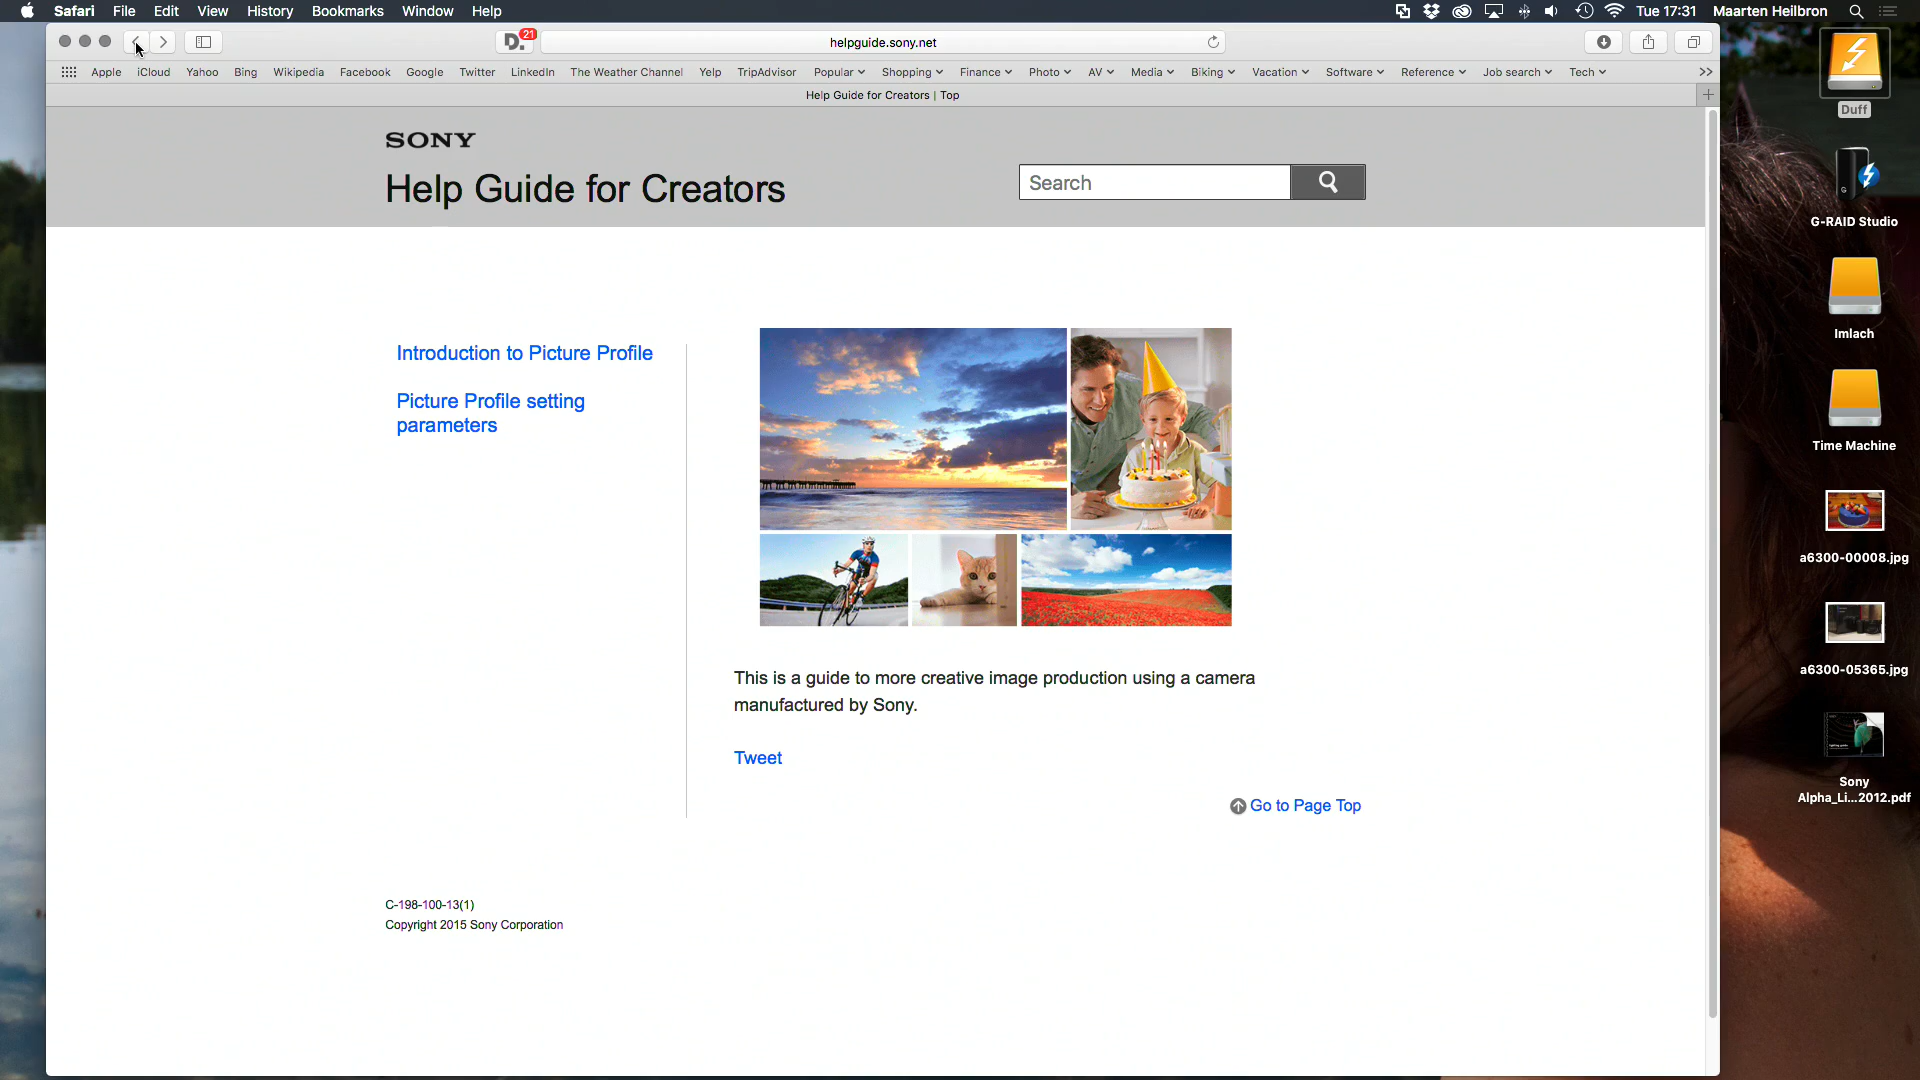 Safari File Edit View History Bookmarks Window Help Tue 17:31 Maarten Heilbron
D. 21 helpguide.sony.net
Apple iCloud Yahoo Bing Wikipedia Facebook Google Twitter LinkedIn The Weather Channel Yelp TripAdvisor Popular Shopping Finance Photo AV Media Biking Vacation Software Reference Job search Tech
Help Guide for Creators | Top
SONY
Help Guide for Creators
Search
Introduction to Picture Profile
Picture Profile setting
parameters
This is a guide to more creative image production using a camera
manufactured by Sony.
Tweet
Go to Page Top
C-198-100-13(1)
Copyright 2015 Sony Corporation
Duff
G-RAID Studio
Imlach
Time Machine
a6300-00008.jpg
a6300-05365.jpg
Sony
Alpha_Li...2012.pdf